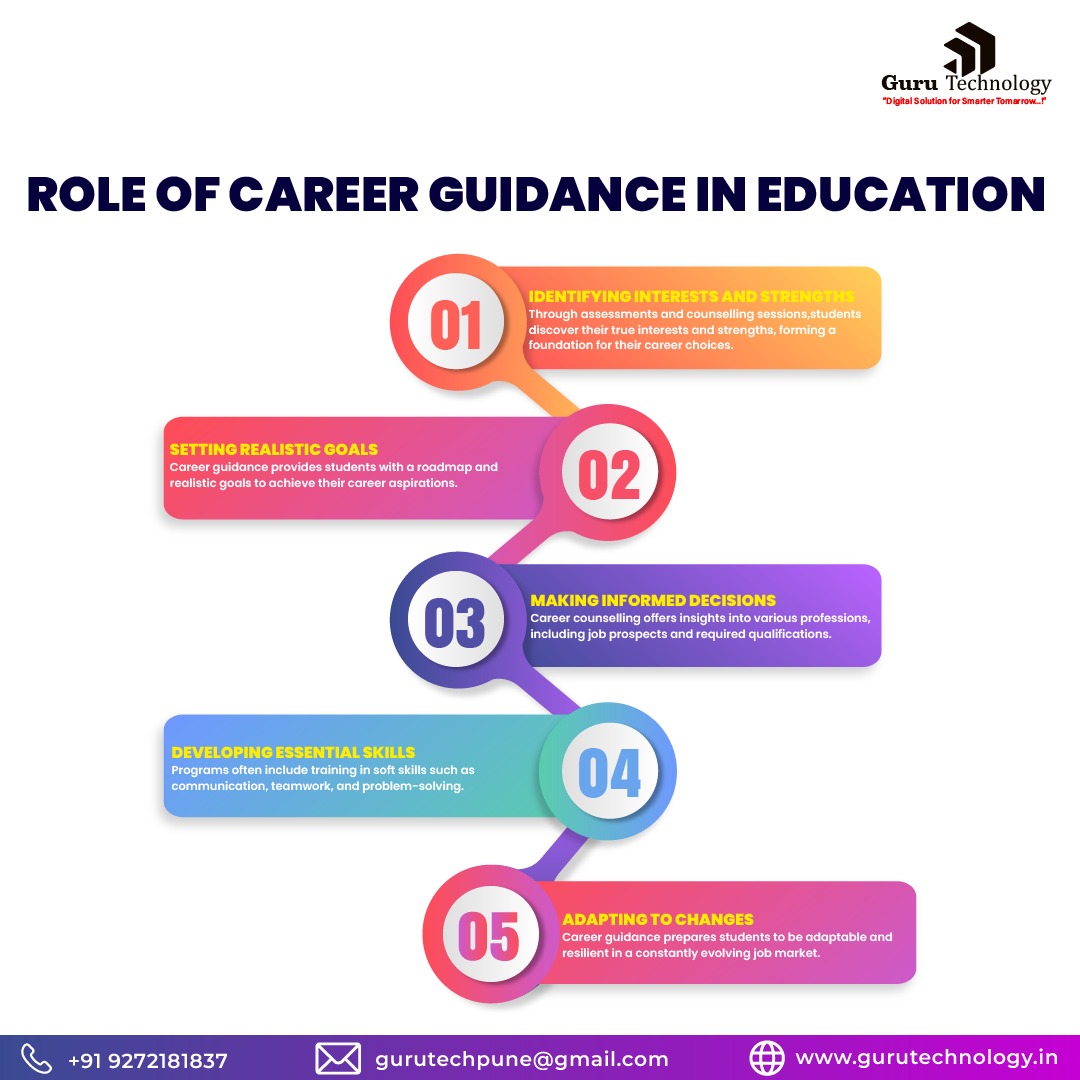 Guru Technology
"Digital Solution for Smarter Tomarrow...!"
ROLE OF CAREER GUIDANCE IN EDUCATION
01
IDENTIFYING INTERESTS AND STRENGTHS
Through assessments and counselling sessions,students
discover their true interests and strengths, forming a
foundation for their career choices.
02
SETTING REALISTIC GOALS
Career guidance provides students with a roadmap and
realistic goals to achieve their career aspirations.
03
MAKING INFORMED DECISIONS
Career counselling offers insights into various professions,
including job prospects and required qualifications.
04
DEVELOPING ESSENTIAL SKILLS
Programs often include training in soft skills such as
communication, teamwork, and problem-solving.
05
ADAPTING TO CHANGES
Career guidance prepares students to be adaptable and
resilient in a constantly evolving job market.
+91 9272181837
gurutechpune@gmail.com
www.gurutechnology.in